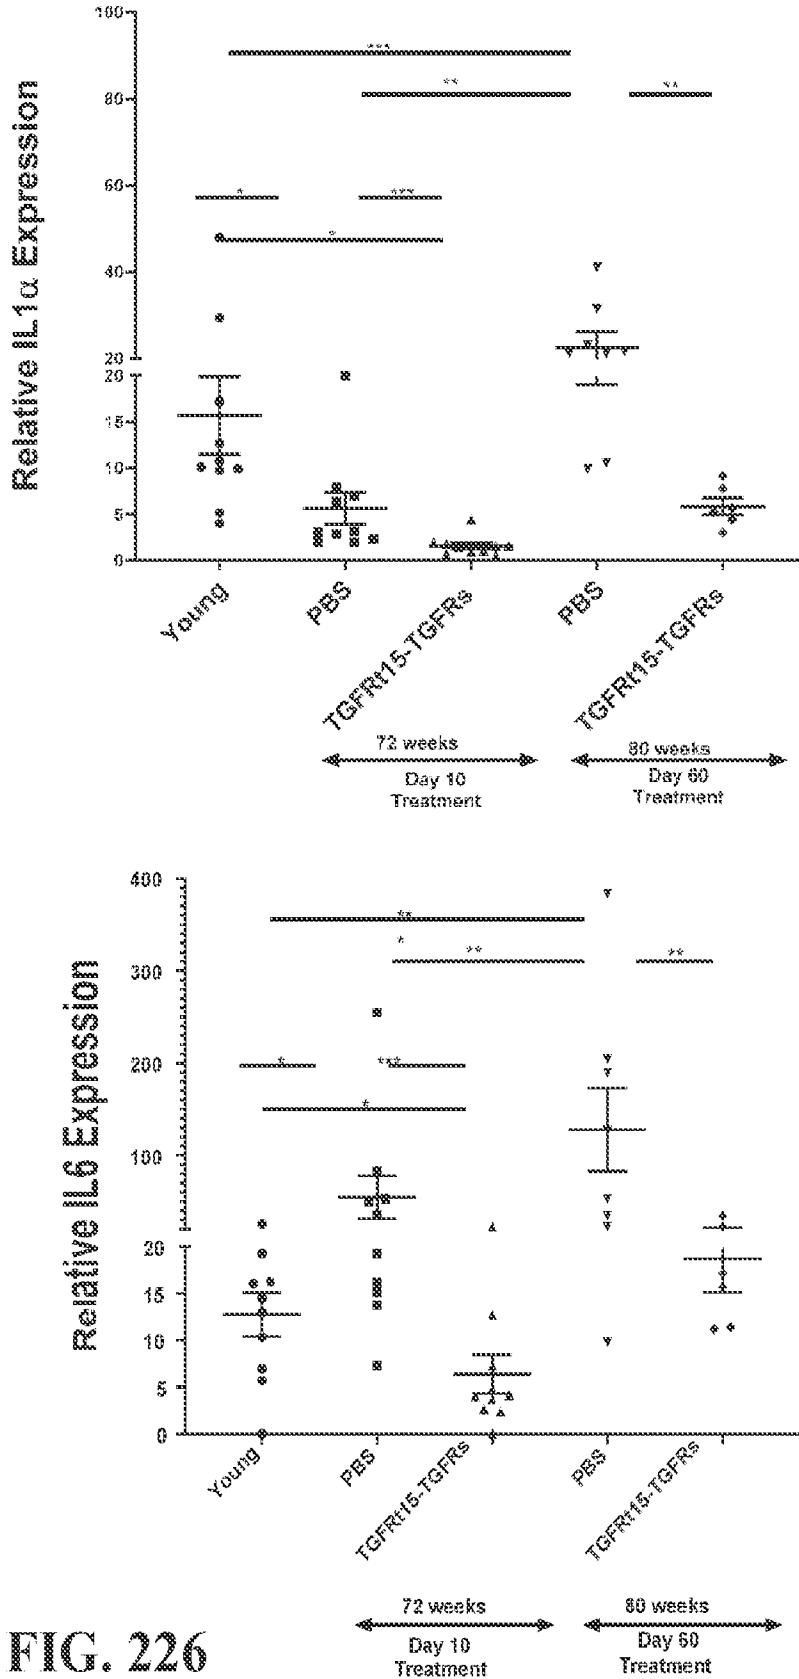 Relative IL1α Expression
100
***
**
**
80
60
*
***
*
40
20
20
15
10
5
0
Young
PBS
TGFRt15-TGFRs
PBS
TGFRt15-TGFRs
72 weeks
80 weeks
Day 10
Treatment
Day 60
Treatment
Relative IL6 Expression
400
**
*
**
**
300
200
*
***
*
100
20
15
10
5
0
Young
PBS
TGFRt15-TGFRs
PBS
TGFRt15-TGFRs
72 weeks
80 weeks
Day 10
Treatment
Day 60
Treatment
FIG. 226